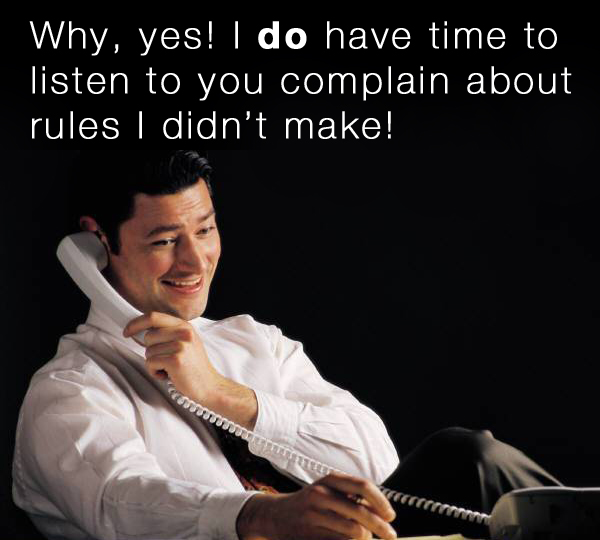 Why, yes! I do have time to
listen to you complain about
rules I didn’t make!